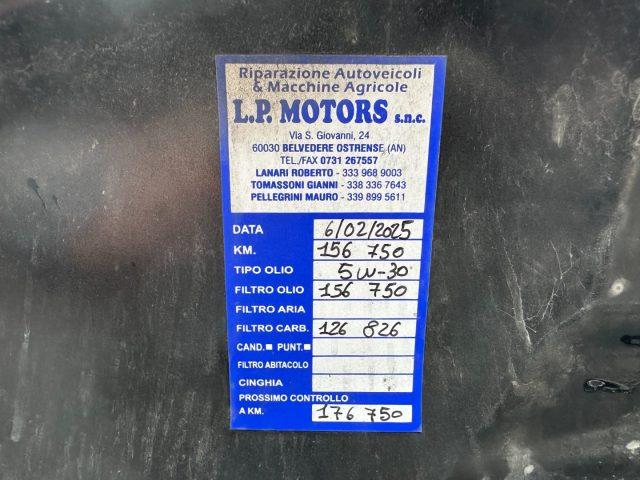 Riparazione Autoveicoli
& Macchine Agricole
L.P. MOTORS s.n.c.
Via S. Giovanni, 24
60030 BELVEDERE OSTRENSE (AN)
TEL./FAX 0731 267557
LANARI ROBERTO - 333 968 9003
TOMASSONI GIANNI - 338 336 7643
PELLEGRINI MAURO - 339 899 5611
DATA 6/02/2025
KM. 156 750
TIPO OLIO 5W-30
FILTRO OLIO 156 750
FILTRO ARIA
FILTRO CARB. 126 826
CAND. PUNT.
FILTRO ABITACOLO
CINGHIA
PROSSIMO CONTROLLO
A KM. 176 750